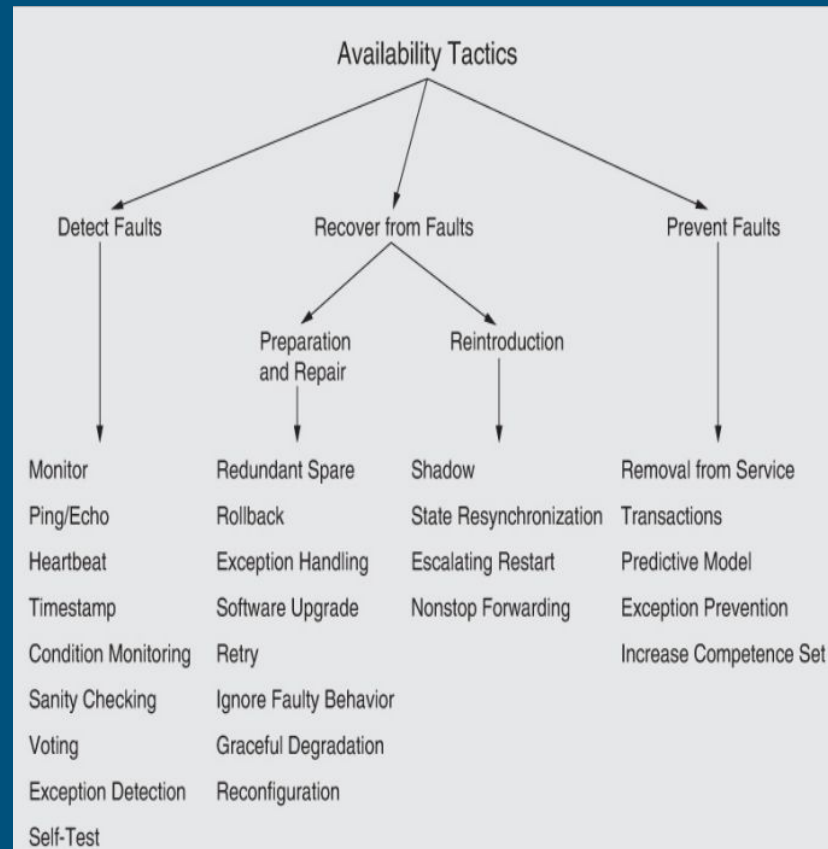 Availability Tactics
Detect Faults
Recover from Faults
Prevent Faults
Preparation
and Repair
Reintroduction
Monitor
Ping/Echo
Heartbeat
Timestamp
Condition Monitoring
Sanity Checking
Voting
Exception Detection
Self-Test
Redundant Spare
Rollback
Exception Handling
Software Upgrade
Retry
Ignore Faulty Behavior
Graceful Degradation
Reconfiguration
Shadow
State Resynchronization
Escalating Restart
Nonstop Forwarding
Removal from Service
Transactions
Predictive Model
Exception Prevention
Increase Competence Set